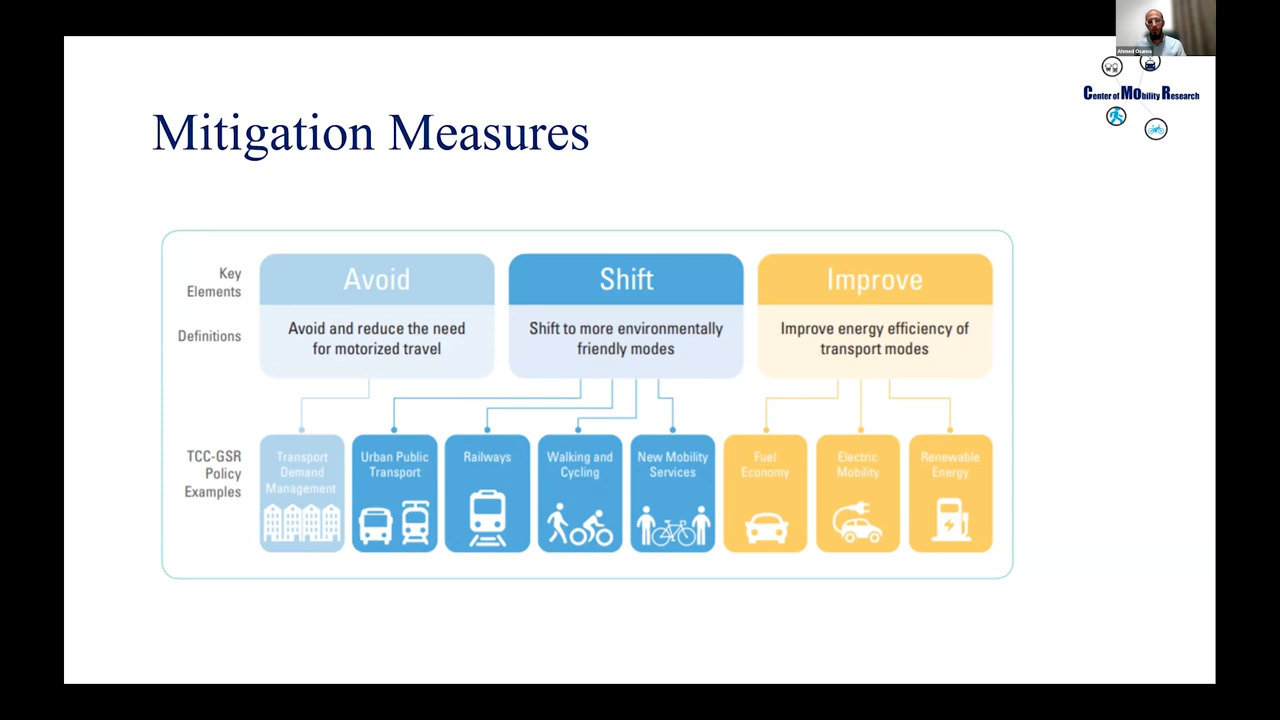 Ahmed Osama
Center of MObility Research
Mitigation Measures
Key
Elements
Avoid
Shift
Improve
Definitions
Avoid and reduce the need
for motorized travel
Shift to more environmentally
friendly modes
Improve energy efficiency of
transport modes
TCC-GSR
Policy
Examples
Transport
Demand
Management
Urban Public
Transport
Railways
Walking and
Cycling
New Mobility
Services
Fuel
Economy
Electric
Mobility
Renewable
Energy